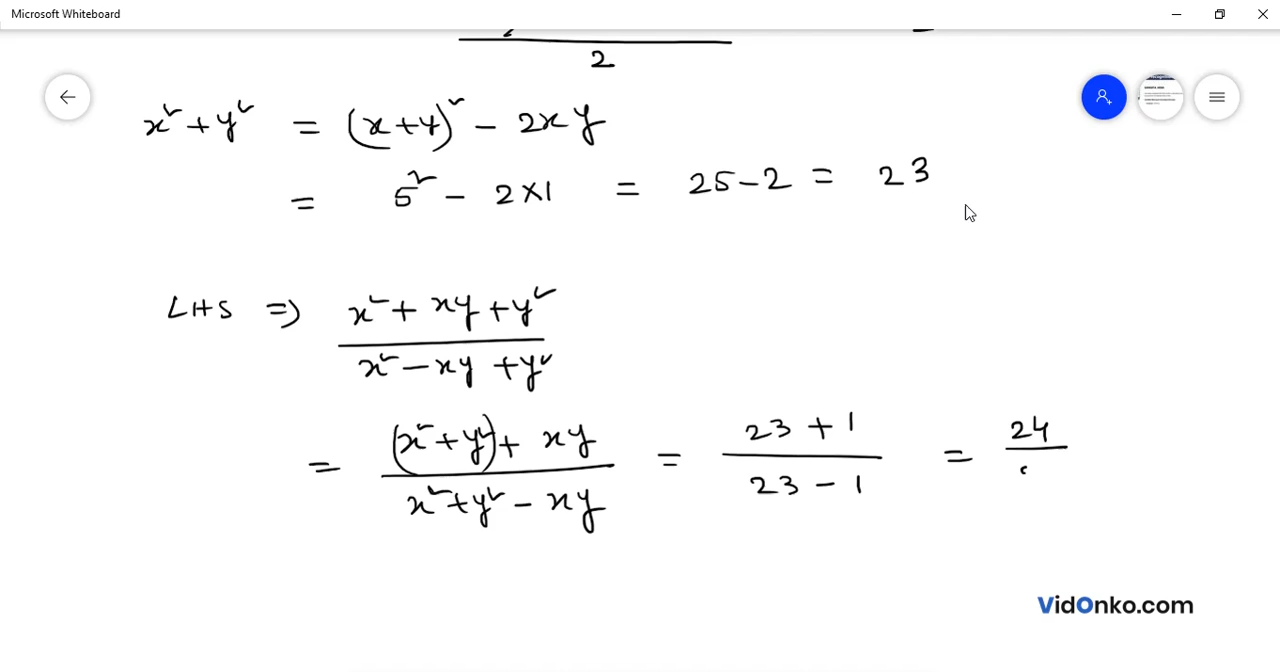 Microsoft Whiteboard
2
x² + y² = (x+y)² - 2xy
= 5² - 2×1 = 25-2 = 23
LHS ⇒ x² + xy + y²
x² - xy + y²
= (x²+y²) + xy = 23 + 1 = 24
x²+y² - xy 23 - 1
VidOnko.com